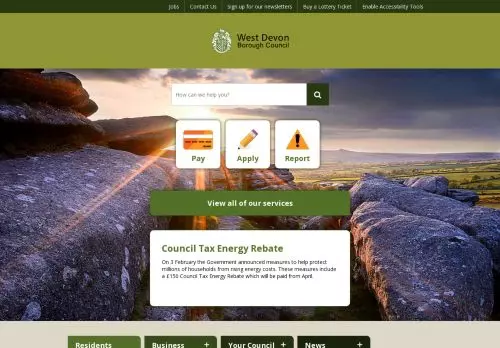 Jobs Contact Us Sign up for our newsletters Buy a Lottery Ticket Enable Accessibility Tools
West Devon
Borough Council
How can we help you?
Pay Apply Report
View all of our services
Council Tax Energy Rebate
On 3 February the Government announced measures to help protect
millions of households from rising energy costs. These measures include
a £150 Council Tax Energy Rebate which will be paid from April.
Residents Business + Your Council + News +